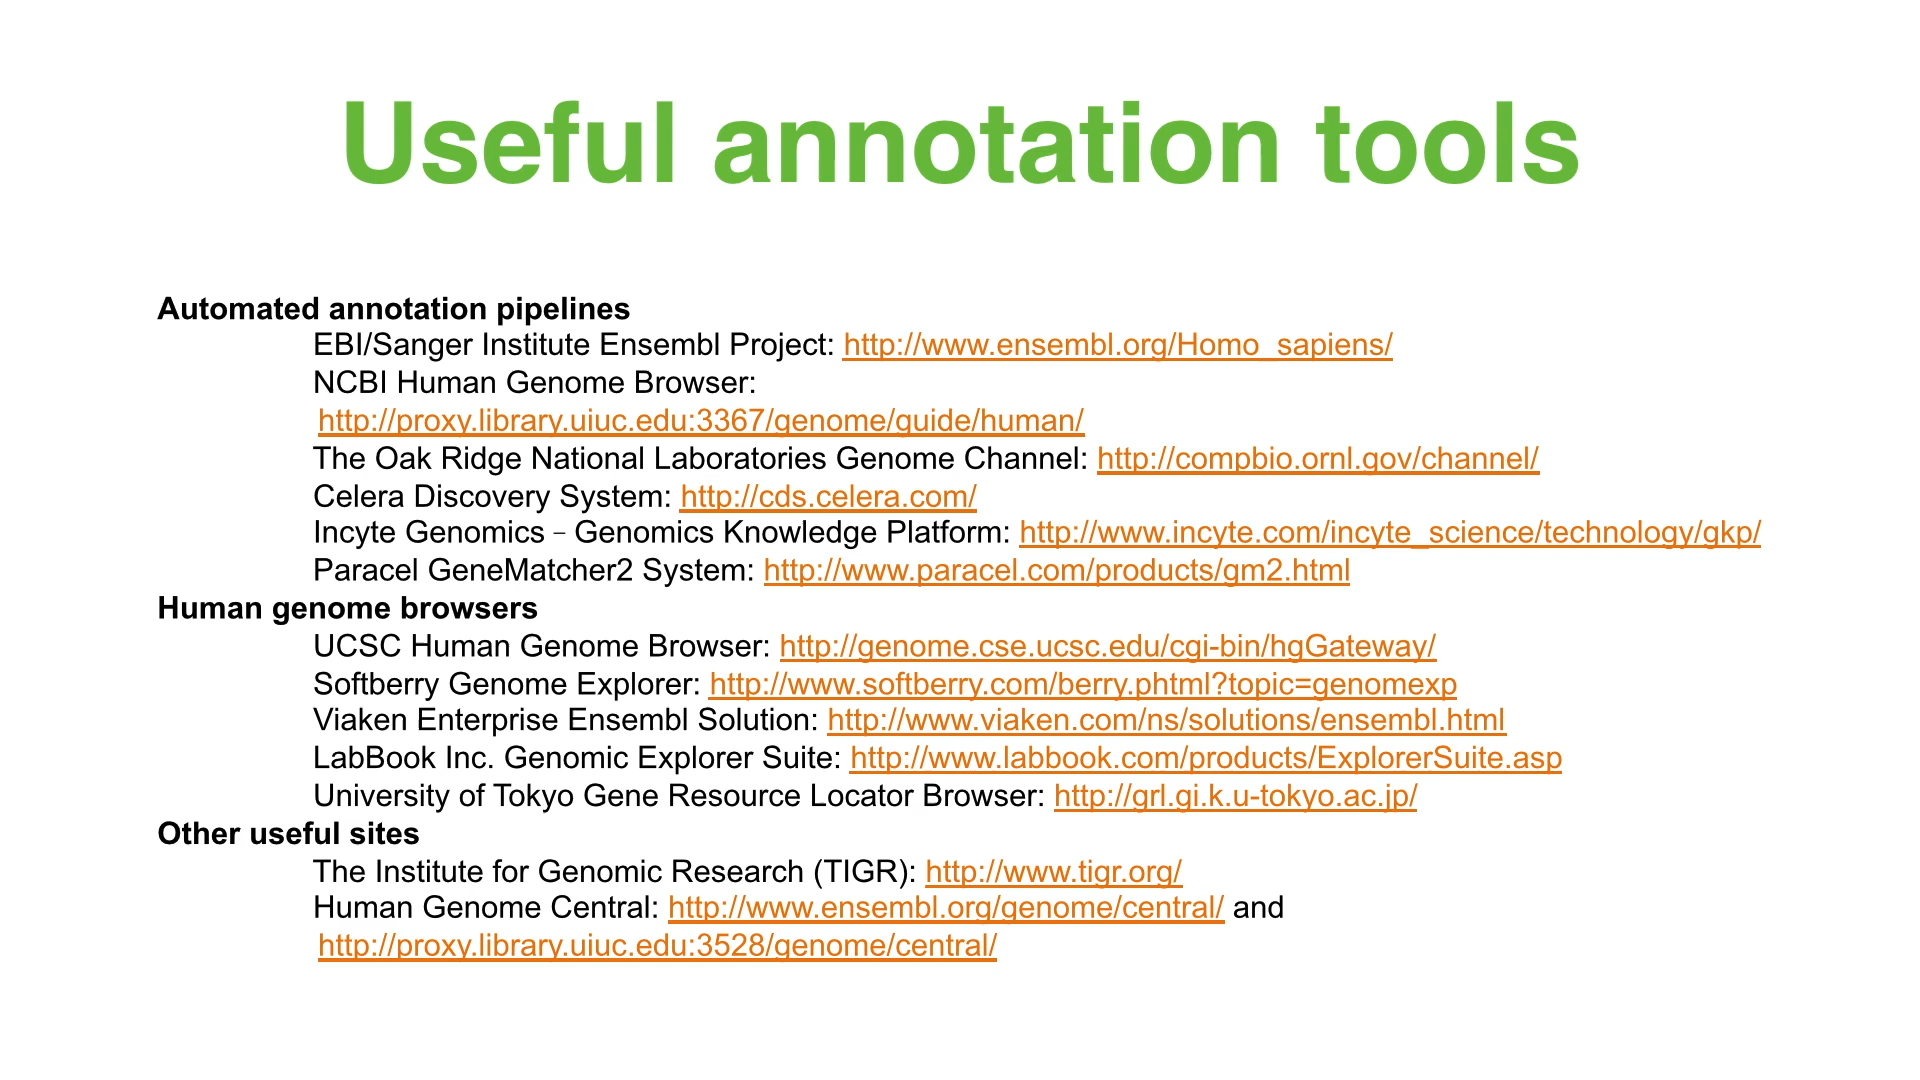 Useful annotation tools
Automated annotation pipelines
EBI/Sanger Institute Ensembl Project: http://www.ensembl.org/Homo_sapiens/
NCBI Human Genome Browser:
http://proxy.library.uiuc.edu:3367/genome/guide/human/
The Oak Ridge National Laboratories Genome Channel: http://compbio.ornl.gov/channel/
Celera Discovery System: http://cds.celera.com/
Incyte Genomics – Genomics Knowledge Platform: http://www.incyte.com/incyte_science/technology/gkp/
Paracel GeneMatcher2 System: http://www.paracel.com/products/gm2.html
Human genome browsers
UCSC Human Genome Browser: http://genome.cse.ucsc.edu/cgi-bin/hgGateway/
Softberry Genome Explorer: http://www.softberry.com/berry.phtml?topic=genomexp
Viaken Enterprise Ensembl Solution: http://www.viaken.com/ns/solutions/ensembl.html
LabBook Inc. Genomic Explorer Suite: http://www.labbook.com/products/ExplorerSuite.asp
University of Tokyo Gene Resource Locator Browser: http://grl.gi.k.u-tokyo.ac.jp/
Other useful sites
The Institute for Genomic Research (TIGR): http://www.tigr.org/
Human Genome Central: http://www.ensembl.org/genome/central/ and
http://proxy.library.uiuc.edu:3528/genome/central/